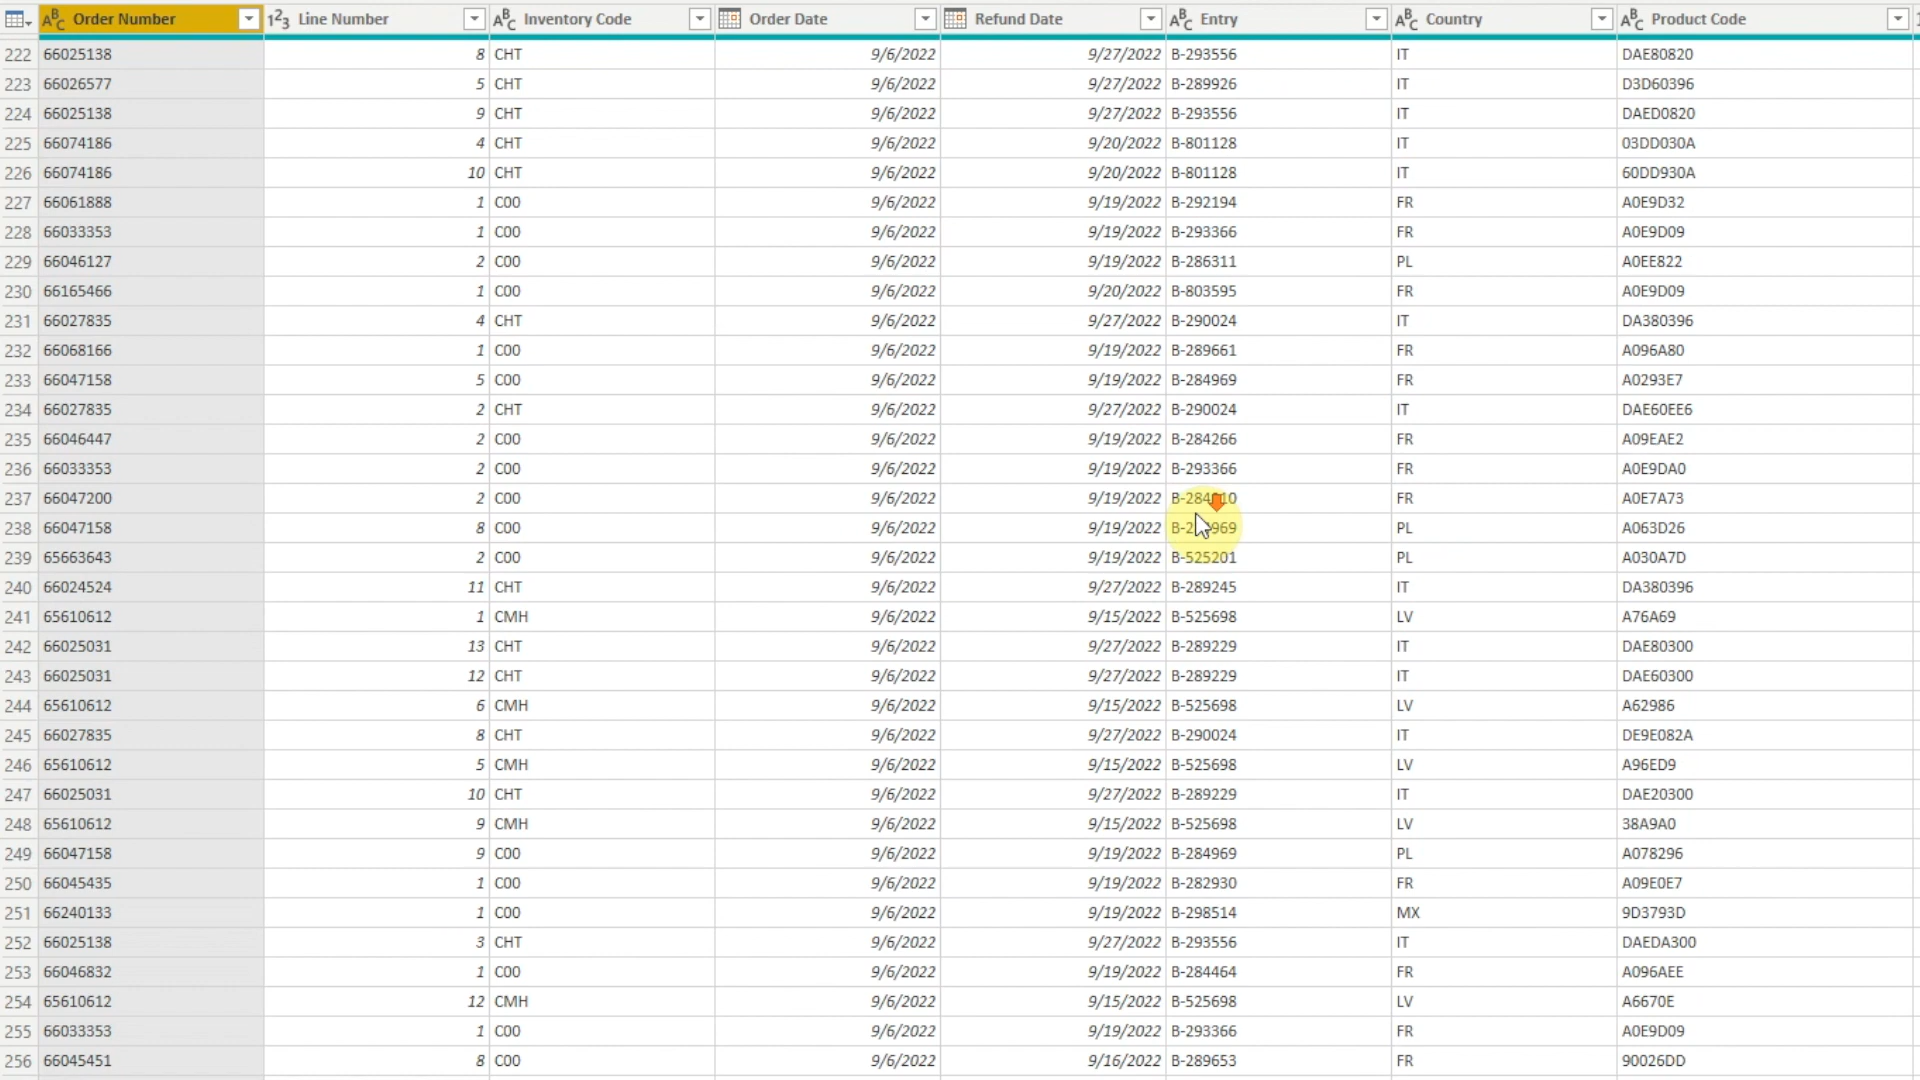 Order Number 123 Line Number ABC Inventory Code Order Date Refund Date ABC Entry ABC Country ABC Product Code
222 66025138 8 CHT 9/6/2022 9/27/2022 B-293556 IT DAE80820
223 66026577 5 CHT 9/6/2022 9/27/2022 B-289926 IT D3D60396
224 66025138 9 CHT 9/6/2022 9/27/2022 B-293556 IT DAED0820
225 66074186 4 CHT 9/6/2022 9/20/2022 B-801128 IT 03DD030A
226 66074186 10 CHT 9/6/2022 9/20/2022 B-801128 IT 60DD930A
227 66061888 1 C00 9/6/2022 9/19/2022 B-292194 FR A0E9D32
228 66033353 1 C00 9/6/2022 9/19/2022 B-293366 FR A0E9D09
229 66046127 2 C00 9/6/2022 9/19/2022 B-286311 PL A0EE822
230 66165466 1 C00 9/6/2022 9/20/2022 B-803595 FR A0E9D09
231 66027835 4 CHT 9/6/2022 9/27/2022 B-290024 IT DA380396
232 66068166 1 C00 9/6/2022 9/19/2022 B-289661 FR A096A80
233 66047158 5 C00 9/6/2022 9/19/2022 B-284969 FR A0293E7
234 66027835 2 CHT 9/6/2022 9/27/2022 B-290024 IT DAE60EE6
235 66046447 2 C00 9/6/2022 9/19/2022 B-284266 FR A09EAE2
236 66033353 2 C00 9/6/2022 9/19/2022 B-293366 FR A0E9DA0
237 66047200 2 C00 9/6/2022 9/19/2022 FR A0E7A73
238 66047158 8 C00 9/6/2022 9/19/2022 PL A063D26
239 65663643 2 C00 9/6/2022 9/19/2022 B-525201 PL A030A7D
240 66024524 11 CHT 9/6/2022 9/27/2022 B-289245 IT DA380396
241 65610612 1 CMH 9/6/2022 9/15/2022 B-525698 LV A76A69
242 66025031 13 CHT 9/6/2022 9/27/2022 B-289229 IT DAE80300
243 66025031 12 CHT 9/6/2022 9/27/2022 B-289229 IT DAE60300
244 65610612 6 CMH 9/6/2022 9/15/2022 B-525698 LV A62986
245 66027835 8 CHT 9/6/2022 9/27/2022 B-290024 IT DE9E082A
246 65610612 5 CMH 9/6/2022 9/15/2022 B-525698 LV A96ED9
247 66025031 10 CHT 9/6/2022 9/27/2022 B-289229 IT DAE20300
248 65610612 9 CMH 9/6/2022 9/15/2022 B-525698 LV 38A9A0
249 66047158 9 C00 9/6/2022 9/19/2022 B-284969 PL A078296
250 66045435 1 C00 9/6/2022 9/19/2022 B-282930 FR A09E0E7
251 66240133 1 C00 9/6/2022 9/19/2022 B-298514 MX 9D3793D
252 66025138 3 CHT 9/6/2022 9/27/2022 B-293556 IT DAEDA300
253 66046832 1 C00 9/6/2022 9/19/2022 B-284464 FR A096AEE
254 65610612 12 CMH 9/6/2022 9/15/2022 B-525698 LV A6670E
255 66033353 1 C00 9/6/2022 9/19/2022 B-293366 FR A0E9D09
256 66045451 8 C00 9/6/2022 9/16/2022 B-289653 FR 90026DD